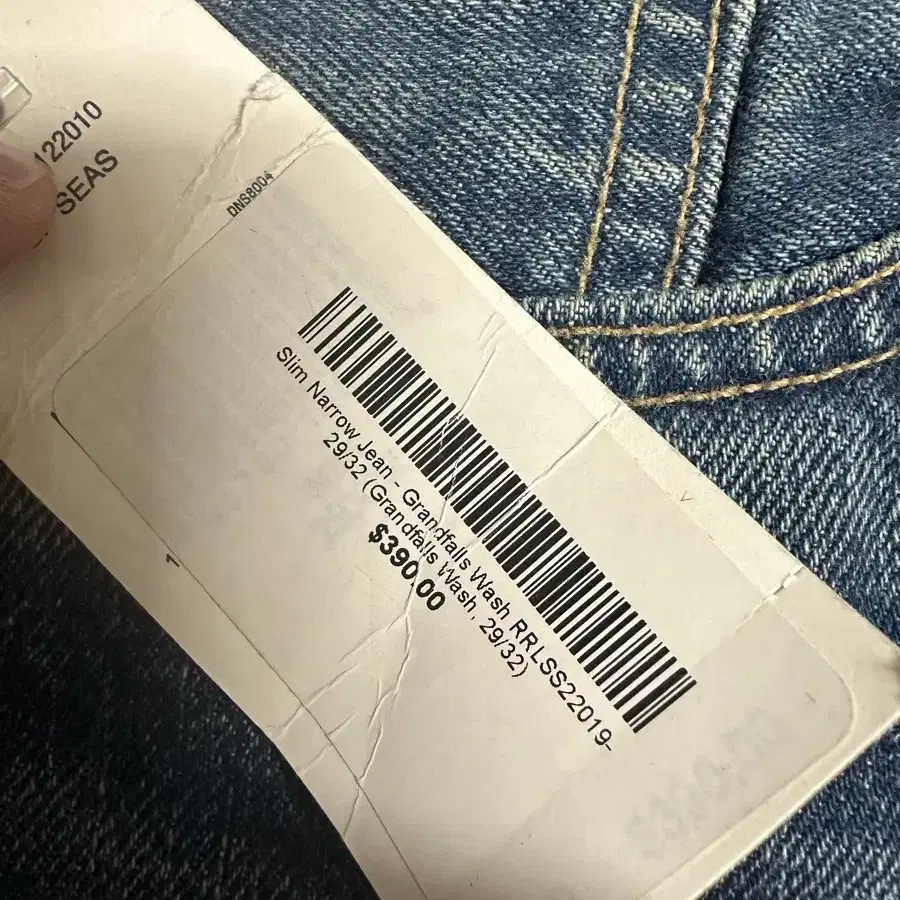 122010
SEAS
DNS8004
Slim Narrow Jean - Grandfalls Wash RRLSS22019-
29/32 (Grandfalls Wash, 29/32)
$390.00